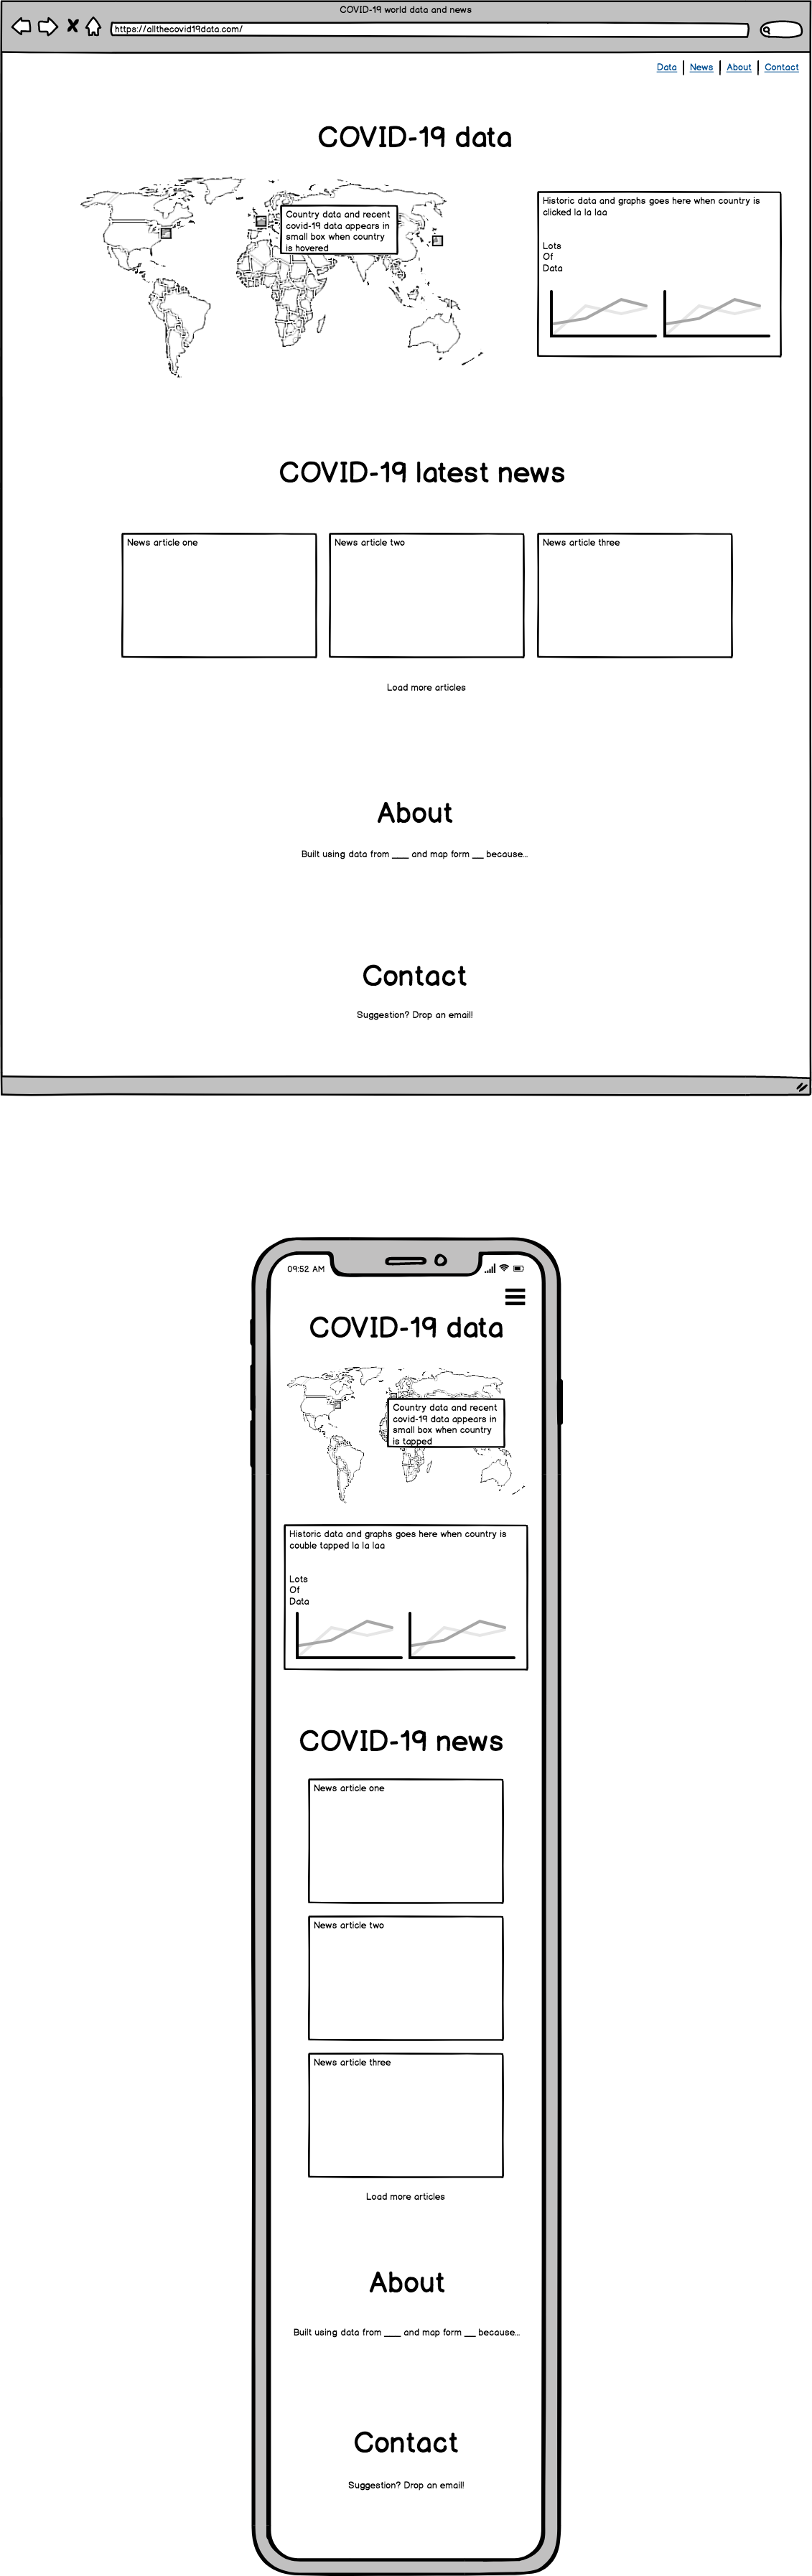 COVID-19 world data and news
https://allthecovid19data.com/
Data | News | About | Contact
COVID-19 data
Country data and recent
covid-19 data appears in
small box when country
is hovered
Historic data and graphs goes here when country is
clicked la la laa
Lots
Of
Data
COVID-19 latest news
News article one
News article two
News article three
Load more articles
About
Built using data from ___ and map form __ because...
Contact
Suggestion? Drop an email!
09:52 AM
COVID-19 data
Country data and recent
covid-19 data appears in
small box when country
is tapped
Historic data and graphs goes here when country is
couble tapped la la laa
Lots
Of
Data
COVID-19 news
News article one
News article two
News article three
Load more articles
About
Built using data from ___ and map form __ because...
Contact
Suggestion? Drop an email!